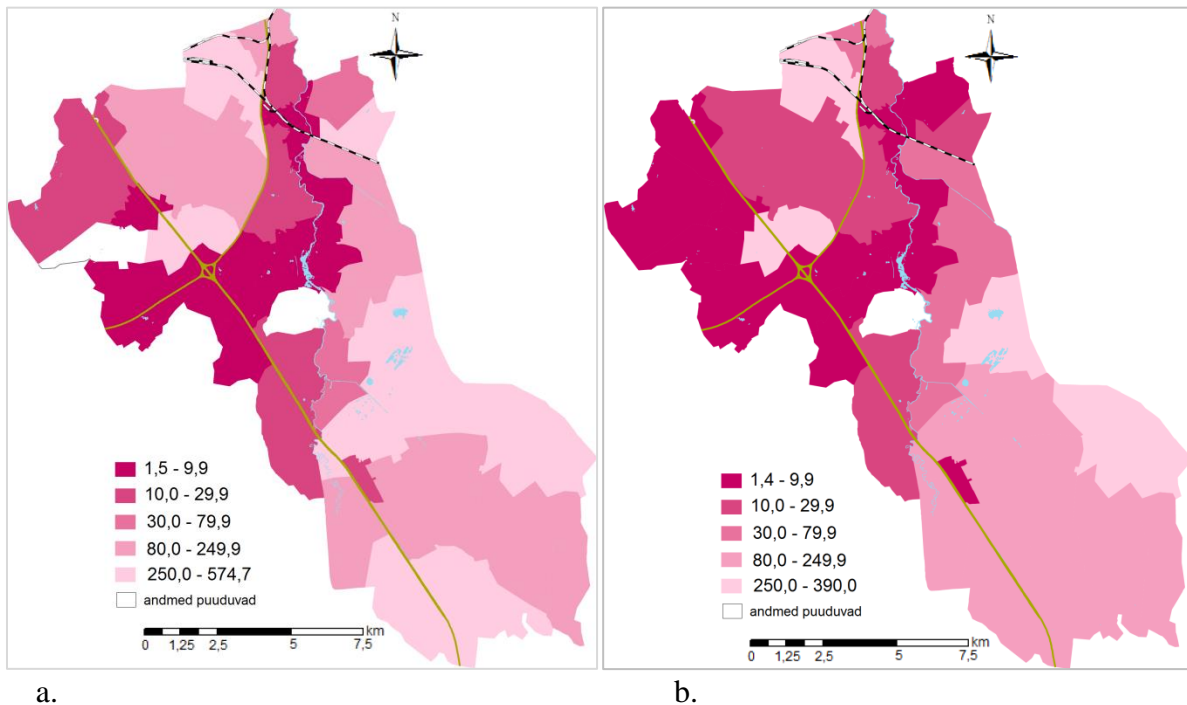 N
1,5 - 9,9
10,0 - 29,9
30,0 - 79,9
80,0 - 249,9
250,0 - 574,7
andmed puuduvad
km
0 1,25 2,5 5 7,5
N
1,4 - 9,9
10,0 - 29,9
30,0 - 79,9
80,0 - 249,9
250,0 - 390,0
andmed puuduvad
km
0 1,25 2,5 5 7,5
a.
b.